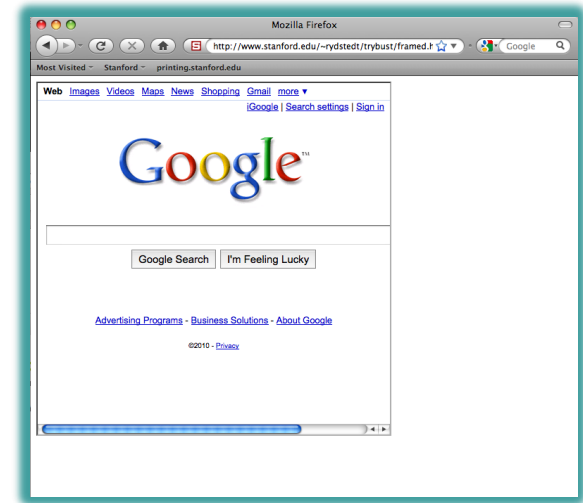 Mozilla Firefox
http://www.stanford.edu/~rydstedt/trybust/framed.h
Google
Most Visited Stanford printing.stanford.edu
Web Images Videos Maps News Shopping Gmail more ▼
iGoogle | Search settings | Sign in
Google™
Google Search I'm Feeling Lucky
Advertising Programs - Business Solutions - About Google
©2010 - Privacy